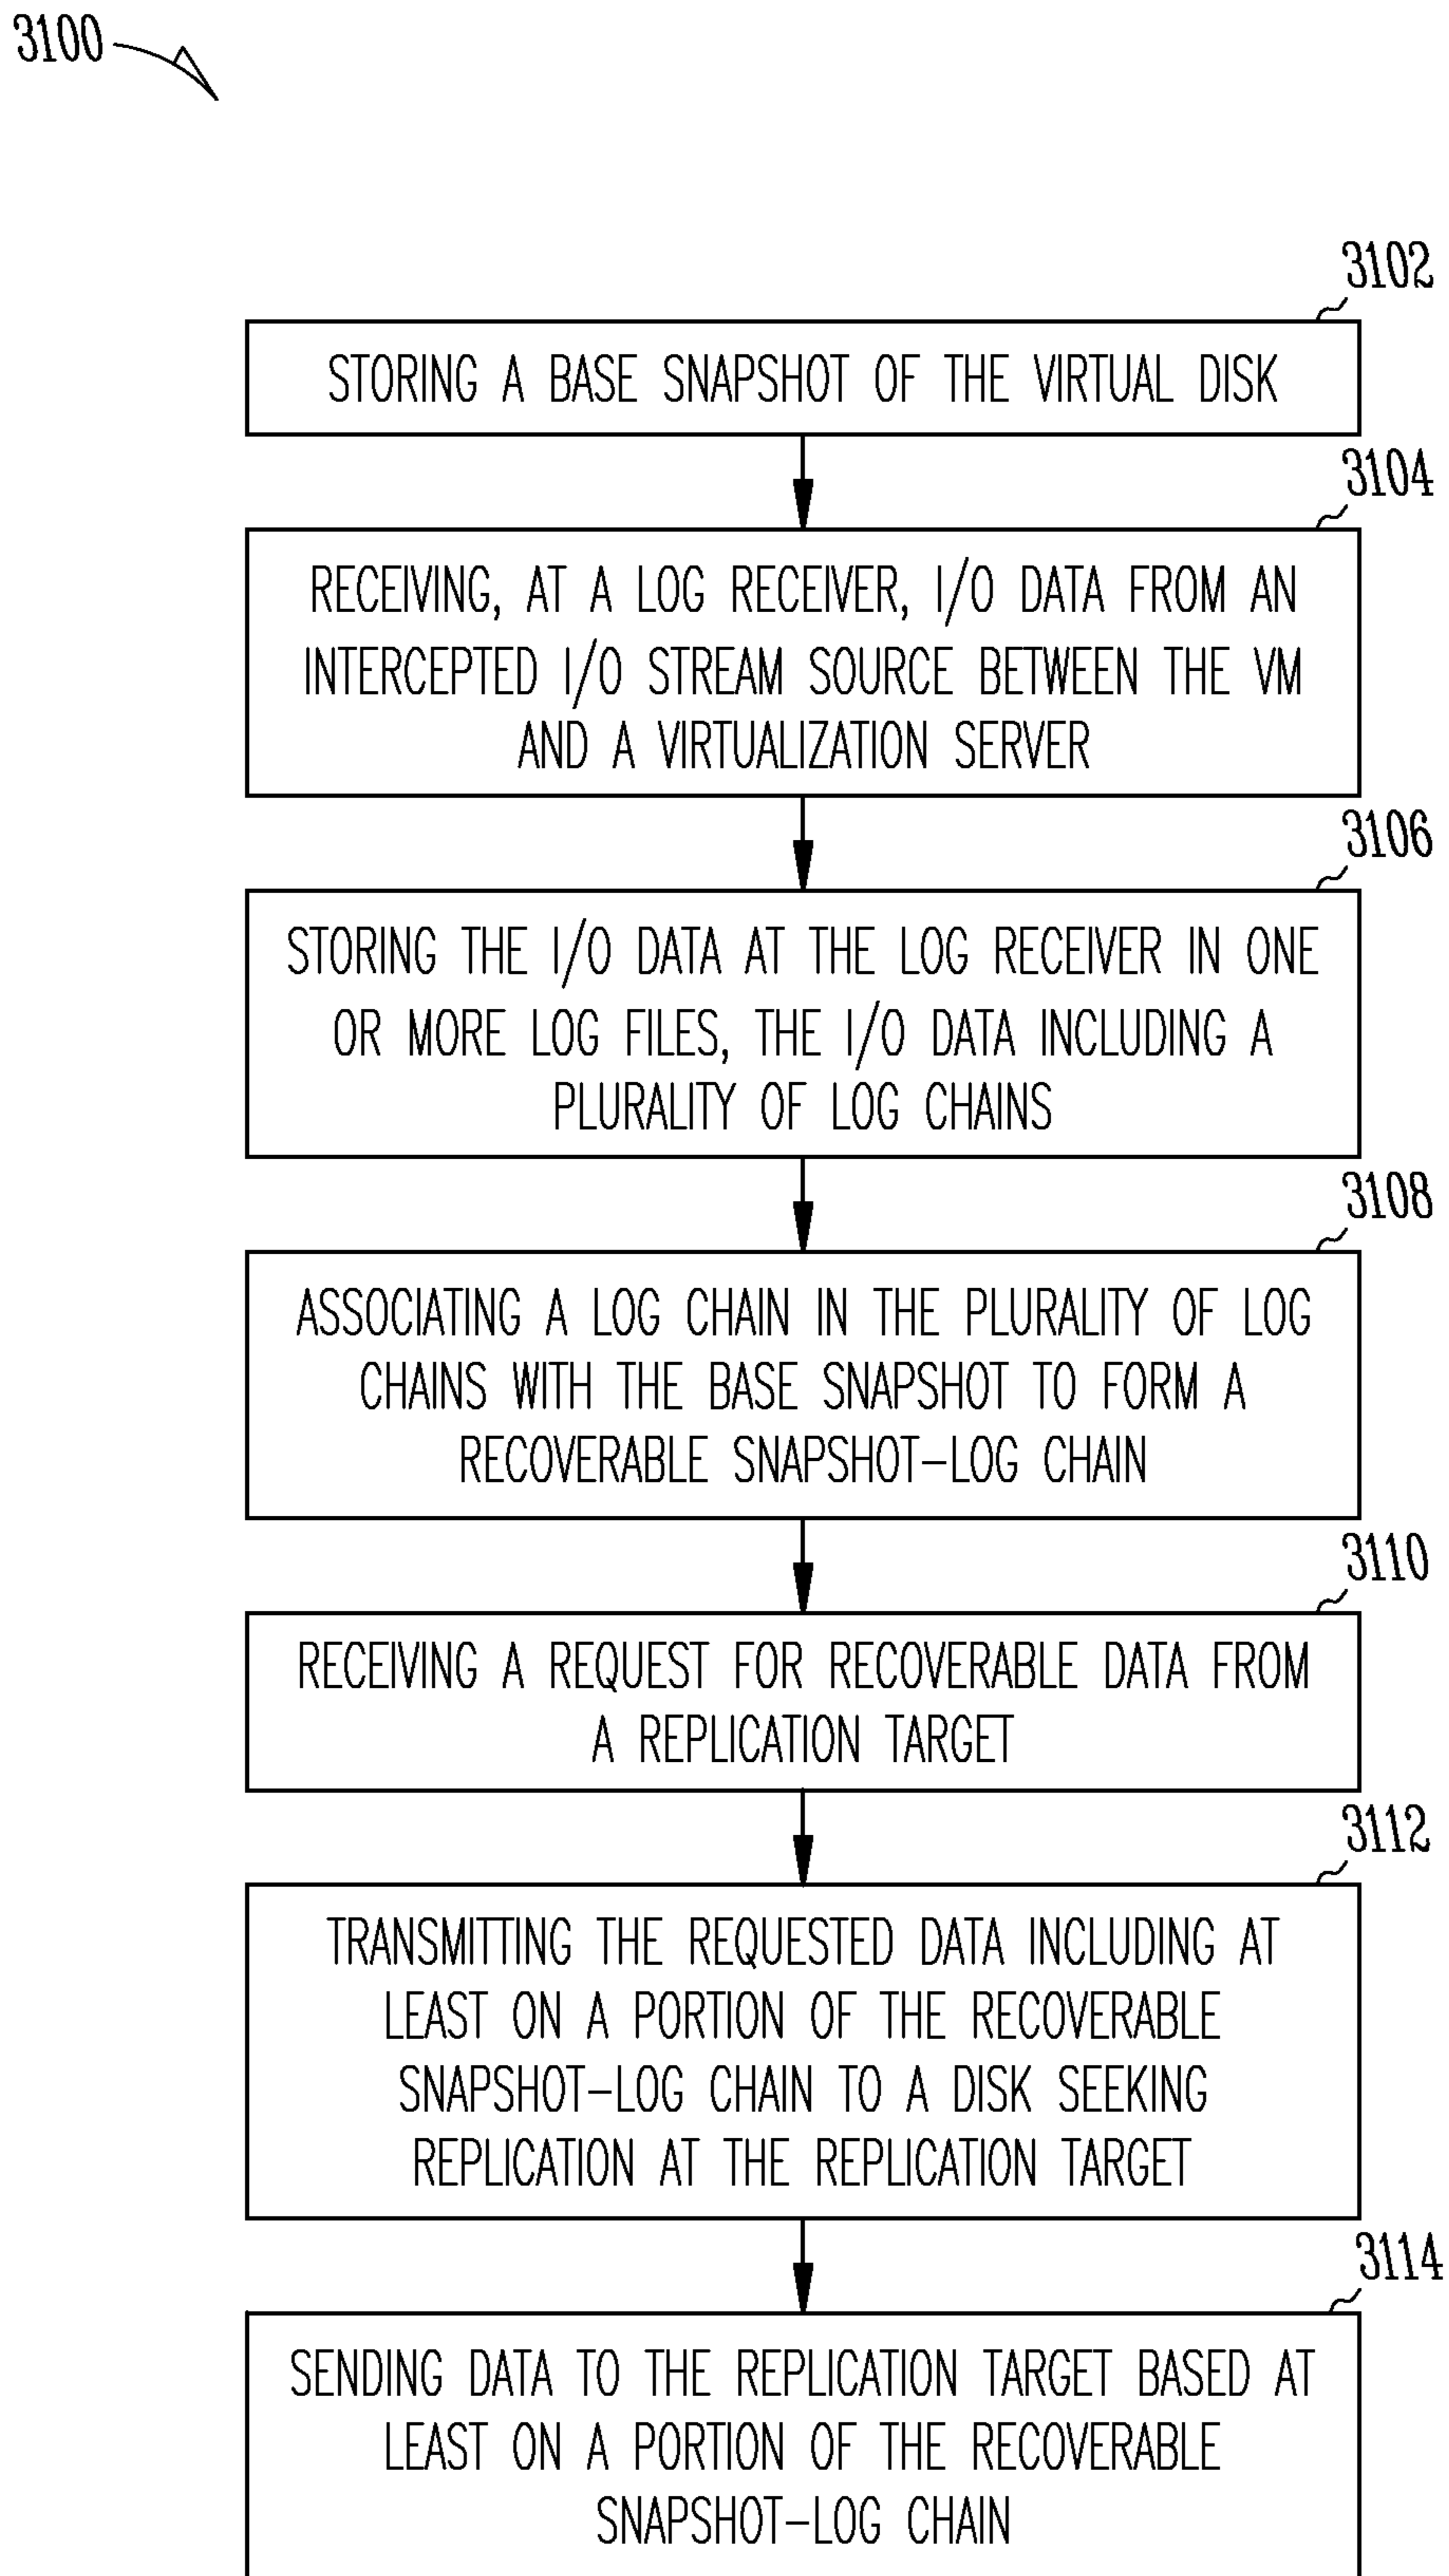 3100
3102
STORING A BASE SNAPSHOT OF THE VIRTUAL DISK
3104
RECEIVING, AT A LOG RECEIVER, I/O DATA FROM AN
INTERCEPTED I/O STREAM SOURCE BETWEEN THE VM
AND A VIRTUALIZATION SERVER
3106
STORING THE I/O DATA AT THE LOG RECEIVER IN ONE
OR MORE LOG FILES, THE I/O DATA INCLUDING A
PLURALITY OF LOG CHAINS
3108
ASSOCIATING A LOG CHAIN IN THE PLURALITY OF LOG
CHAINS WITH THE BASE SNAPSHOT TO FORM A
RECOVERABLE SNAPSHOT-LOG CHAIN
3110
RECEIVING A REQUEST FOR RECOVERABLE DATA FROM
A REPLICATION TARGET
3112
TRANSMITTING THE REQUESTED DATA INCLUDING AT
LEAST ON A PORTION OF THE RECOVERABLE
SNAPSHOT-LOG CHAIN TO A DISK SEEKING
REPLICATION AT THE REPLICATION TARGET
3114
SENDING DATA TO THE REPLICATION TARGET BASED AT
LEAST ON A PORTION OF THE RECOVERABLE
SNAPSHOT-LOG CHAIN